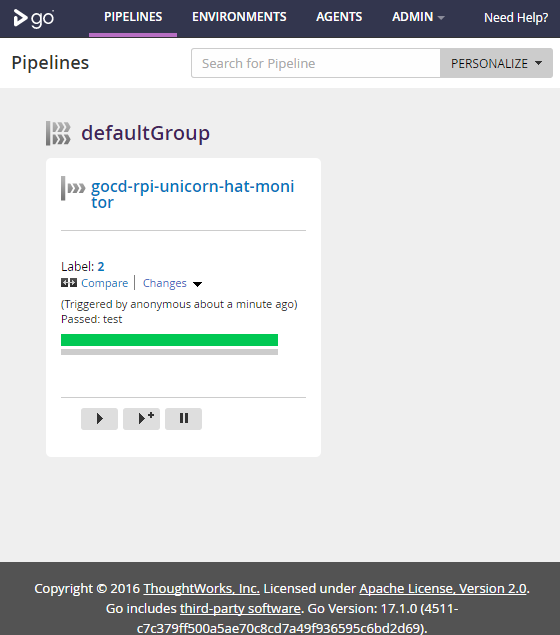 go PIPELINES ENVIRONMENTS AGENTS ADMIN Need Help?
Pipelines Search for Pipeline PERSONALIZE
defaultGroup
gocd-rpi-unicorn-hat-moni
tor
Label: 2
Compare Changes
(Triggered by anonymous about a minute ago)
Passed: test
Copyright © 2016 ThoughtWorks, Inc. Licensed under Apache License, Version 2.0.
Go includes third-party software. Go Version: 17.1.0 (4511-
c7c379ff500a5ae70c8cd7a49f936595c6bd2d69).